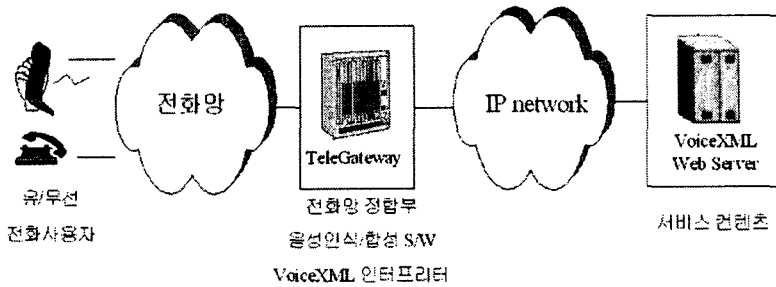 전화망
TeleGateway
IP network
VoiceXML
Web Server
유/무선
전화사용자
전화망 정합부
음성인식/합성 S/W
VoiceXML 인터프리터
서비스 컨텐츠